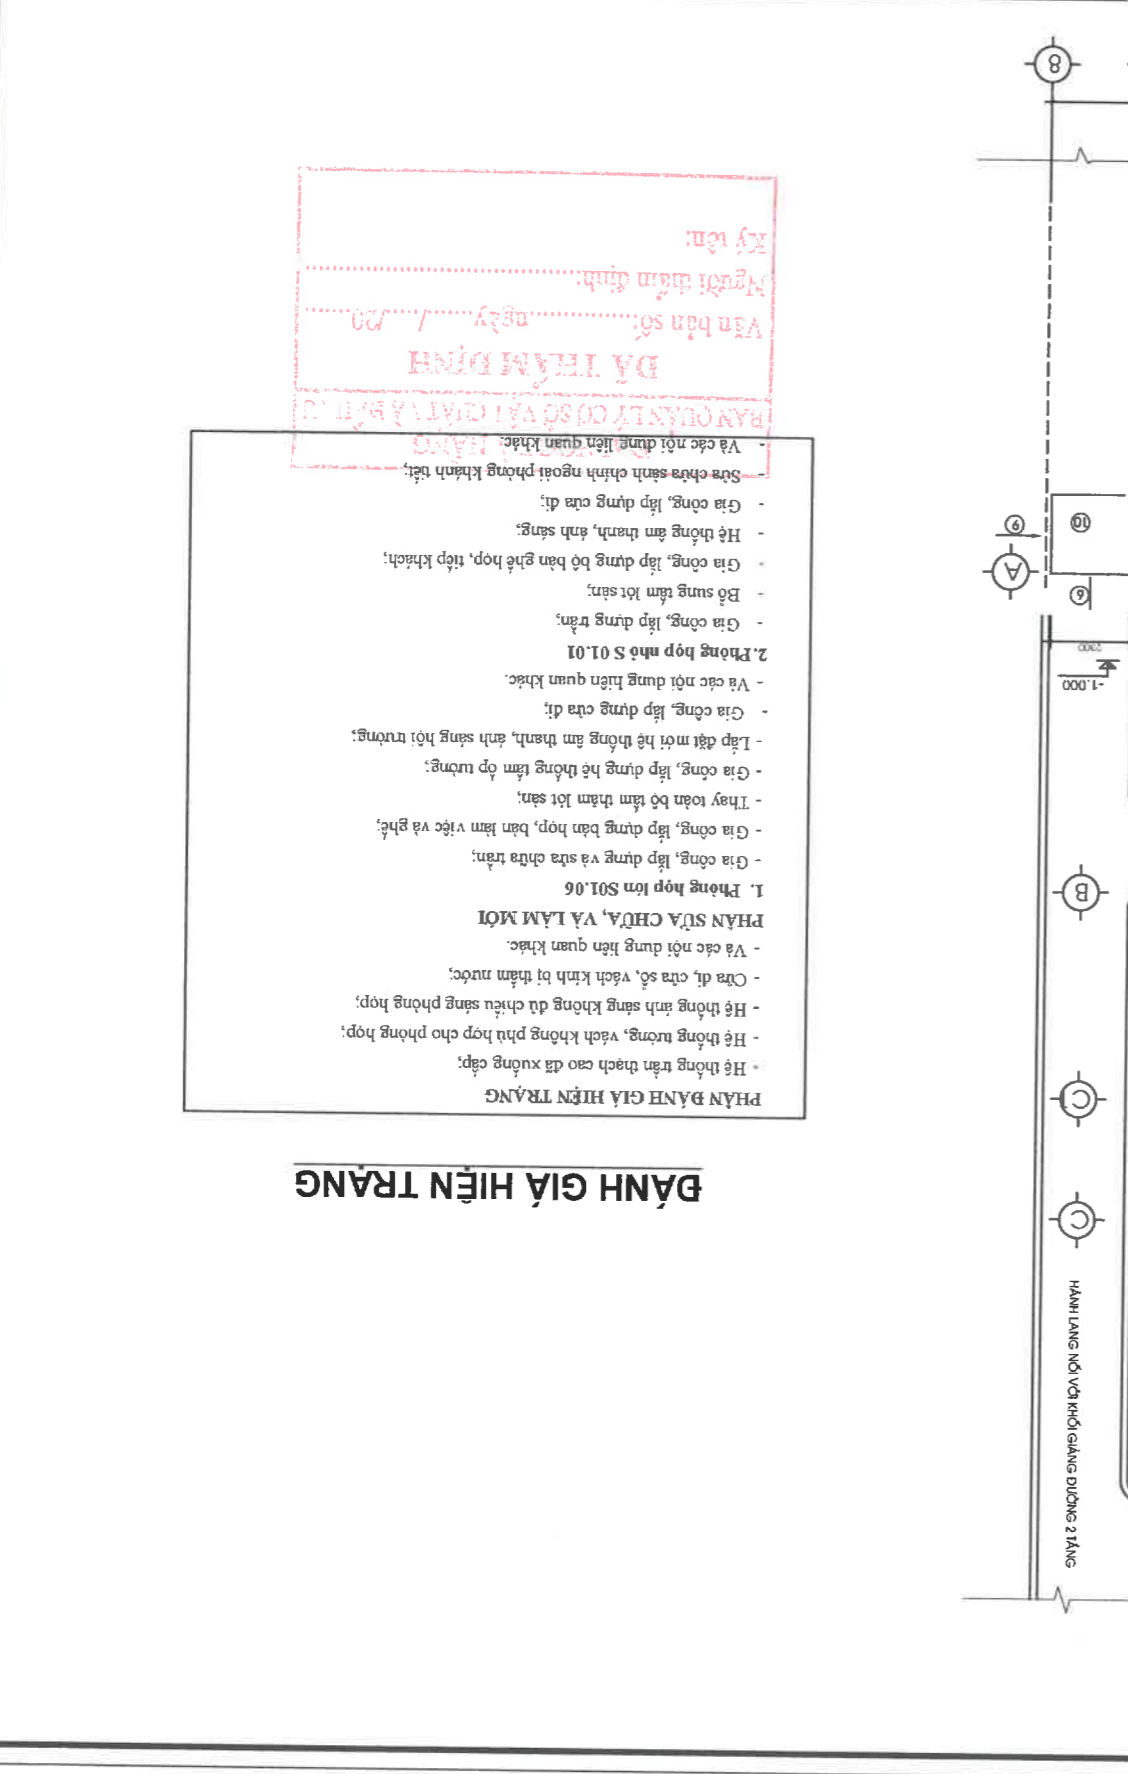 ĐÁNH GIÁ HIỆN TRẠNG
PHẦN ĐÁNH GIÁ HIỆN TRẠNG
- Hệ thống trần thạch cao đã xuống cấp;
- Hệ thống tường, vách không phù hợp cho phòng họp;
- Hệ thống ánh sáng không đủ chiếu sáng phòng họp;
- Cửa đi, cửa sổ, vách kính bị thấm nước;
- Và các nội dung liên quan khác.
PHẦN SỬA CHỮA, VÀ LÀM MỚI
1. Phòng họp lớn S01.06
- Gia công, lắp dựng và sửa chữa trần;
- Gia công, lắp dựng bàn họp, bàn làm việc và ghế;
- Thay toàn bộ tấm thảm lót sàn;
- Gia công, lắp dựng hệ thống tấm ốp tường;
- Lắp đặt mới hệ thống âm thanh, ánh sáng hội trường;
- Gia công, lắp dựng cửa đi;
- Và các nội dung liên quan khác.
2.Phòng họp nhỏ S 01.01
- Gia công, lắp dựng trần;
- Bổ sung tấm lót sàn;
- Gia công, lắp dựng bộ bàn ghế họp, tiếp khách;
- Hệ thống âm thanh, ánh sáng;
- Gia công, lắp dựng cửa đi;
- Sửa chữa sảnh chính ngoài phòng khánh tiết;
- Và các nội dung liên quan khác.
BAN QUẢN LÝ CƠ SỞ VẬT CHẤT VÀ ĐẦU
ĐÃ THẨM ĐỊNH
Văn bản số:...............ngày....../...../20......
Người thẩm định:........................................
Ký tên:
HÀNH LANG NỐI VỚI KHỐI GIẢNG ĐƯỜNG 2 TẦNG
C
C
B
-1.000
2300
A
10
8